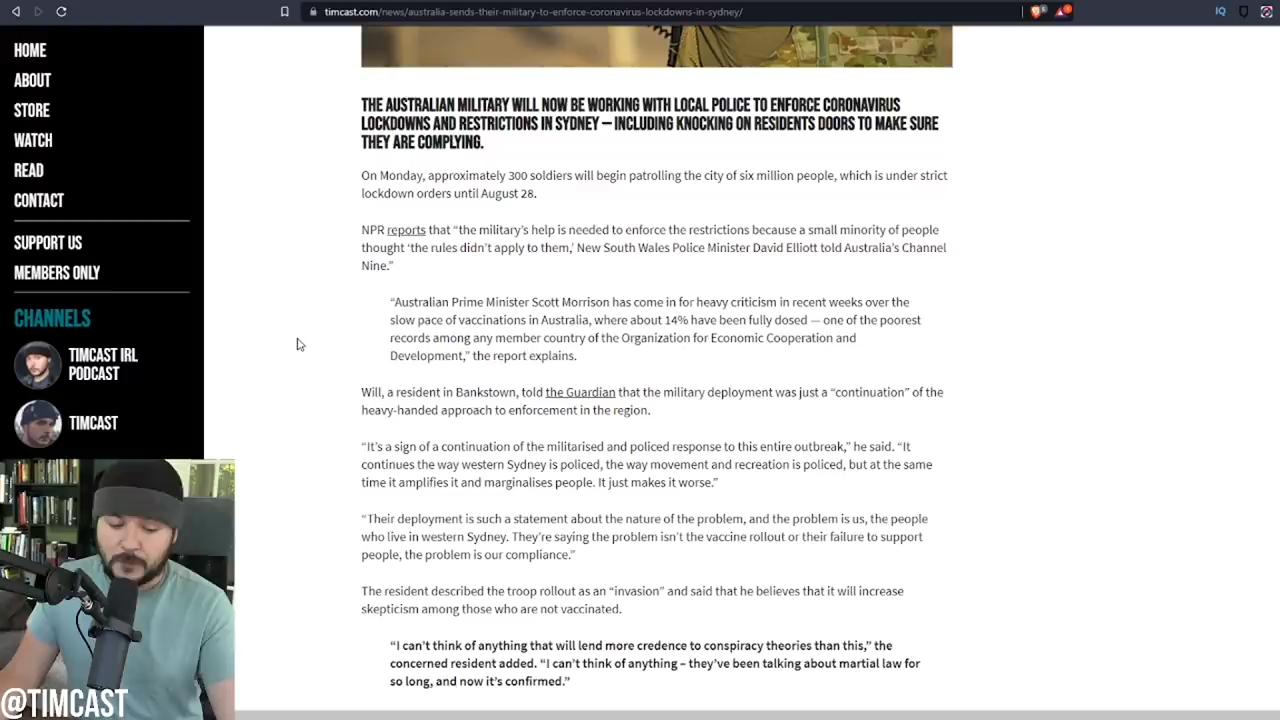 timcast.com/news/australia-sends-their-military-to-enforce-coronavirus-lockdowns-in-sydney/
IQ
HOME
ABOUT
STORE
WATCH
READ
CONTACT
SUPPORT US
MEMBERS ONLY
CHANNELS
TIMCAST IRL
PODCAST
TIMCAST
@TIMCAST
THE AUSTRALIAN MILITARY WILL NOW BE WORKING WITH LOCAL POLICE TO ENFORCE CORONAVIRUS
LOCKDOWNS AND RESTRICTIONS IN SYDNEY — INCLUDING KNOCKING ON RESIDENTS DOORS TO MAKE SURE
THEY ARE COMPLYING.
On Monday, approximately 300 soldiers will begin patrolling the city of six million people, which is under strict
lockdown orders until August 28.
NPR reports that “the military’s help is needed to enforce the restrictions because a small minority of people
thought ‘the rules didn’t apply to them,’ New South Wales Police Minister David Elliott told Australia’s Channel
Nine.”
“Australian Prime Minister Scott Morrison has come in for heavy criticism in recent weeks over the
slow pace of vaccinations in Australia, where about 14% have been fully dosed — one of the poorest
records among any member country of the Organization for Economic Cooperation and
Development,” the report explains.
Will, a resident in Bankstown, told the Guardian that the military deployment was just a “continuation” of the
heavy-handed approach to enforcement in the region.
“It’s a sign of a continuation of the militarised and policed response to this entire outbreak,” he said. “It
continues the way western Sydney is policed, the way movement and recreation is policed, but at the same
time it amplifies it and marginalises people. It just makes it worse.”
“Their deployment is such a statement about the nature of the problem, and the problem is us, the people
who live in western Sydney. They’re saying the problem isn’t the vaccine rollout or their failure to support
people, the problem is our compliance.”
The resident described the troop rollout as an “invasion” and said that he believes that it will increase
skepticism among those who are not vaccinated.
“I can’t think of anything that will lend more credence to conspiracy theories than this,” the
concerned resident added. “I can’t think of anything – they’ve been talking about martial law for
so long, and now it’s confirmed.”